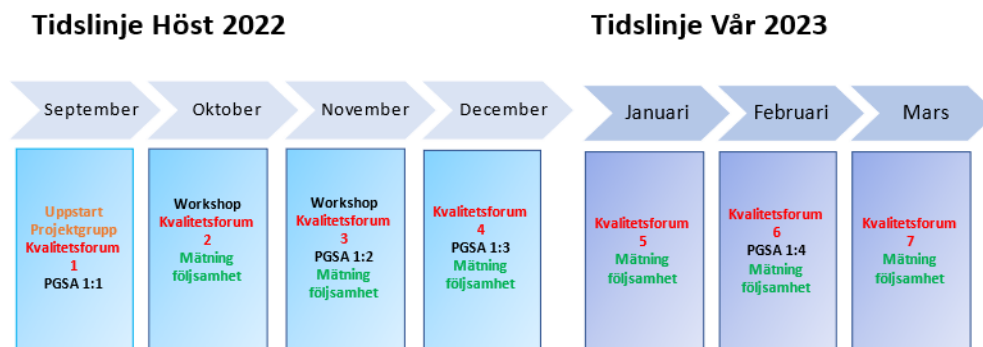 Tidslinje Höst 2022
Tidslinje Vår 2023
September
Oktober
November
December
Januari
Februari
Mars
Uppstart
Projektgrupp
Kvalitetsforum
1
PGSA 1:1
Workshop
Kvalitetsforum
2
Mätning
följsamhet
Workshop
Kvalitetsforum
3
PGSA 1:2
Mätning
följsamhet
Kvalitetsforum
4
PGSA 1:3
Mätning
följsamhet
Kvalitetsforum
5
Mätning
följsamhet
Kvalitetsforum
6
PGSA 1:4
Mätning
följsamhet
Kvalitetsforum
7
Mätning
följsamhet